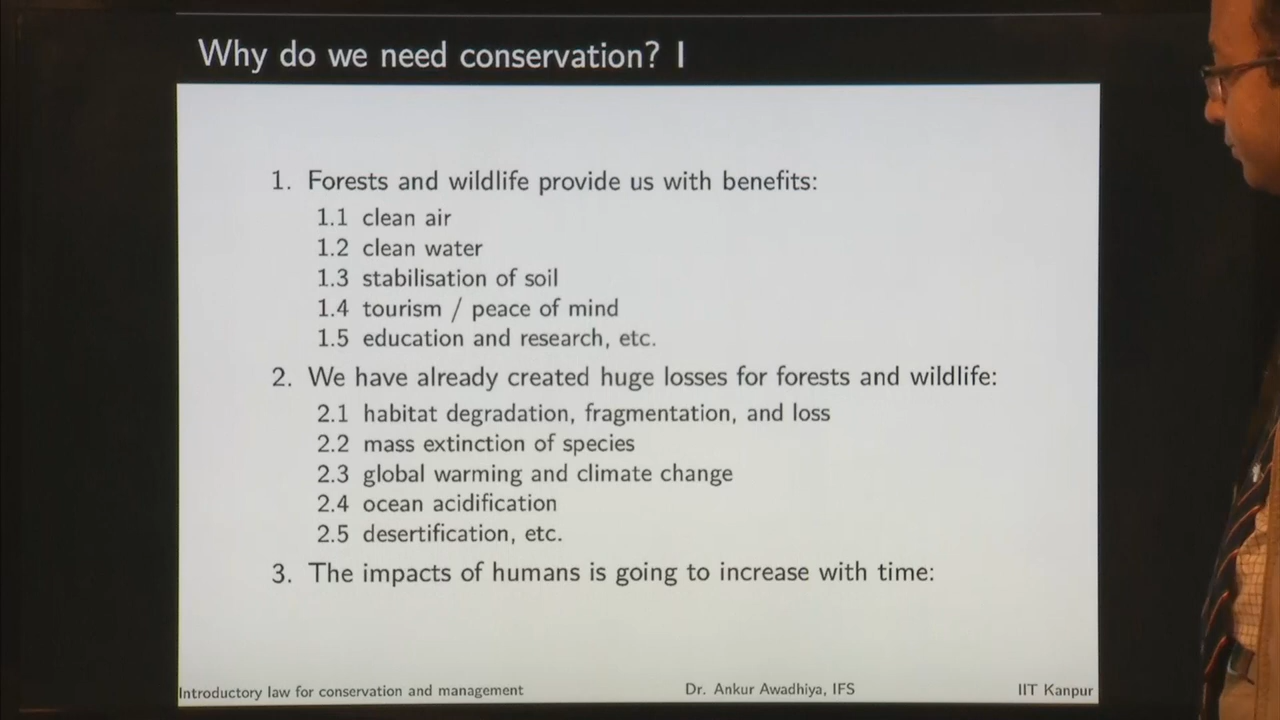 Why do we need conservation? I
1. Forests and wildlife provide us with benefits:
1.1 clean air
1.2 clean water
1.3 stabilisation of soil
1.4 tourism / peace of mind
1.5 education and research, etc.
2. We have already created huge losses for forests and wildlife:
2.1 habitat degradation, fragmentation, and loss
2.2 mass extinction of species
2.3 global warming and climate change
2.4 ocean acidification
2.5 desertification, etc.
3. The impacts of humans is going to increase with time:
Introductory law for conservation and management Dr. Ankur Awadhiya, IFS IIT Kanpur